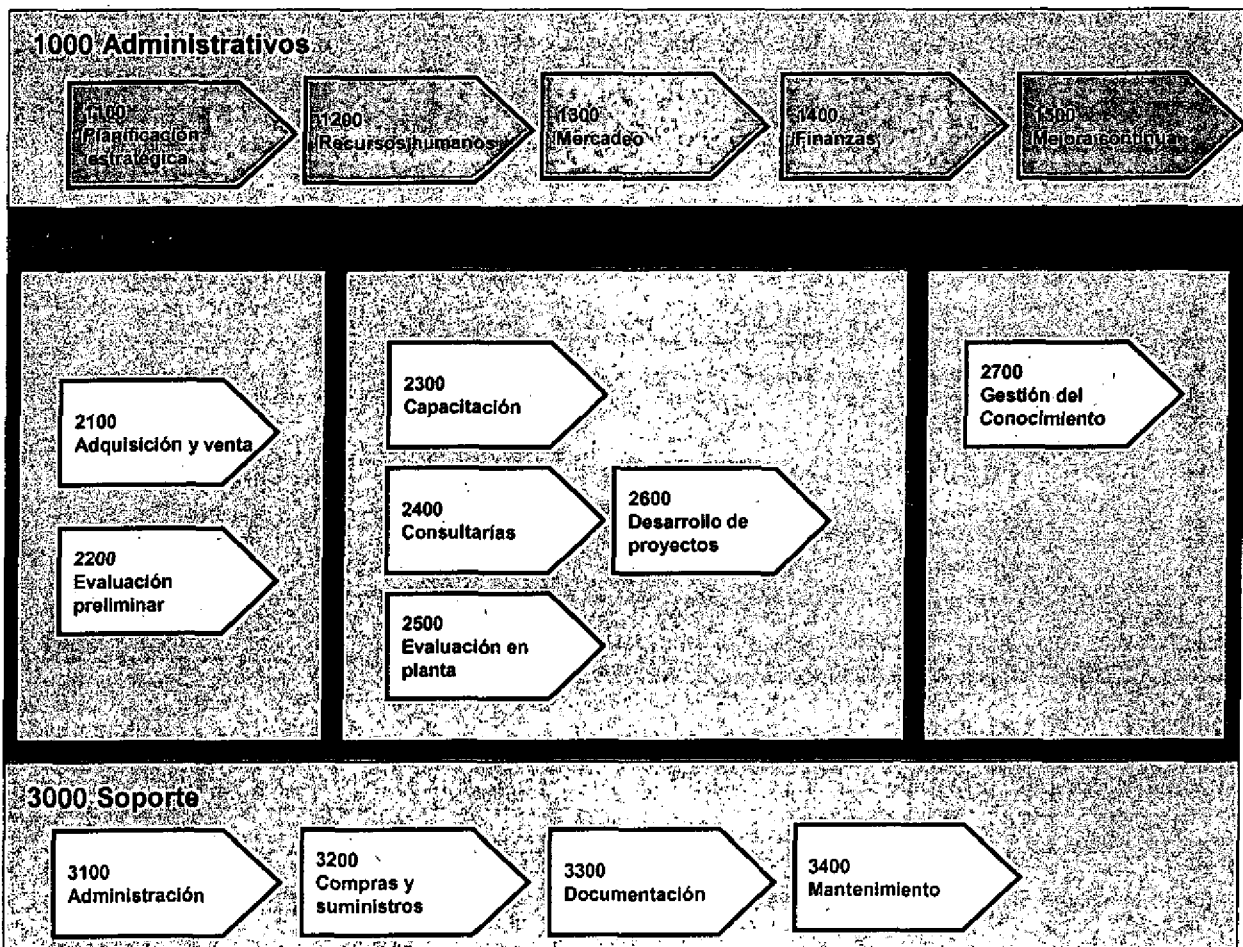 1000 Administrativos
1100
Planificación
estratégica
1200
Recursos humanos
1300
Mercadeo
1400
Finanzas
1500
Mejora continua
2100
Adquisición y venta
2200
Evaluación
preliminar
2300
Capacitación
2400
Consultarías
2500
Evaluación en
planta
2600
Desarrollo de
proyectos
2700
Gestión del
Conocimiento
3000 Soporte
3100
Administración
3200
Compras y
suministros
3300
Documentación
3400
Mantenimiento